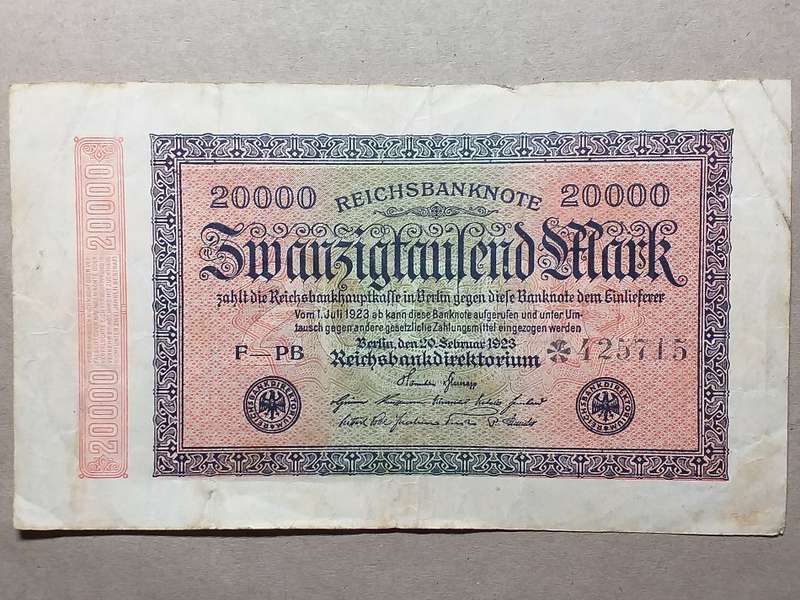 20000
20000
20000 REICHSBANKNOTE 20000
Zwanzigtausend Mark
zahlt die Reichsbankhauptkasse in Berlin gegen diese Banknote dem Einlieferer
Vom 1. Juli 1923 ab kann diese Banknote aufgerufen und unter Um-
tausch gegen andere gesetzliche Zahlungsmittel eingezogen werden
Berlin, den 20. Februar 1923
F—PB Reichsbankdirektorium 425715
REICHSBANKDIREKTORIUM REICHSBANKDIREKTORIUM